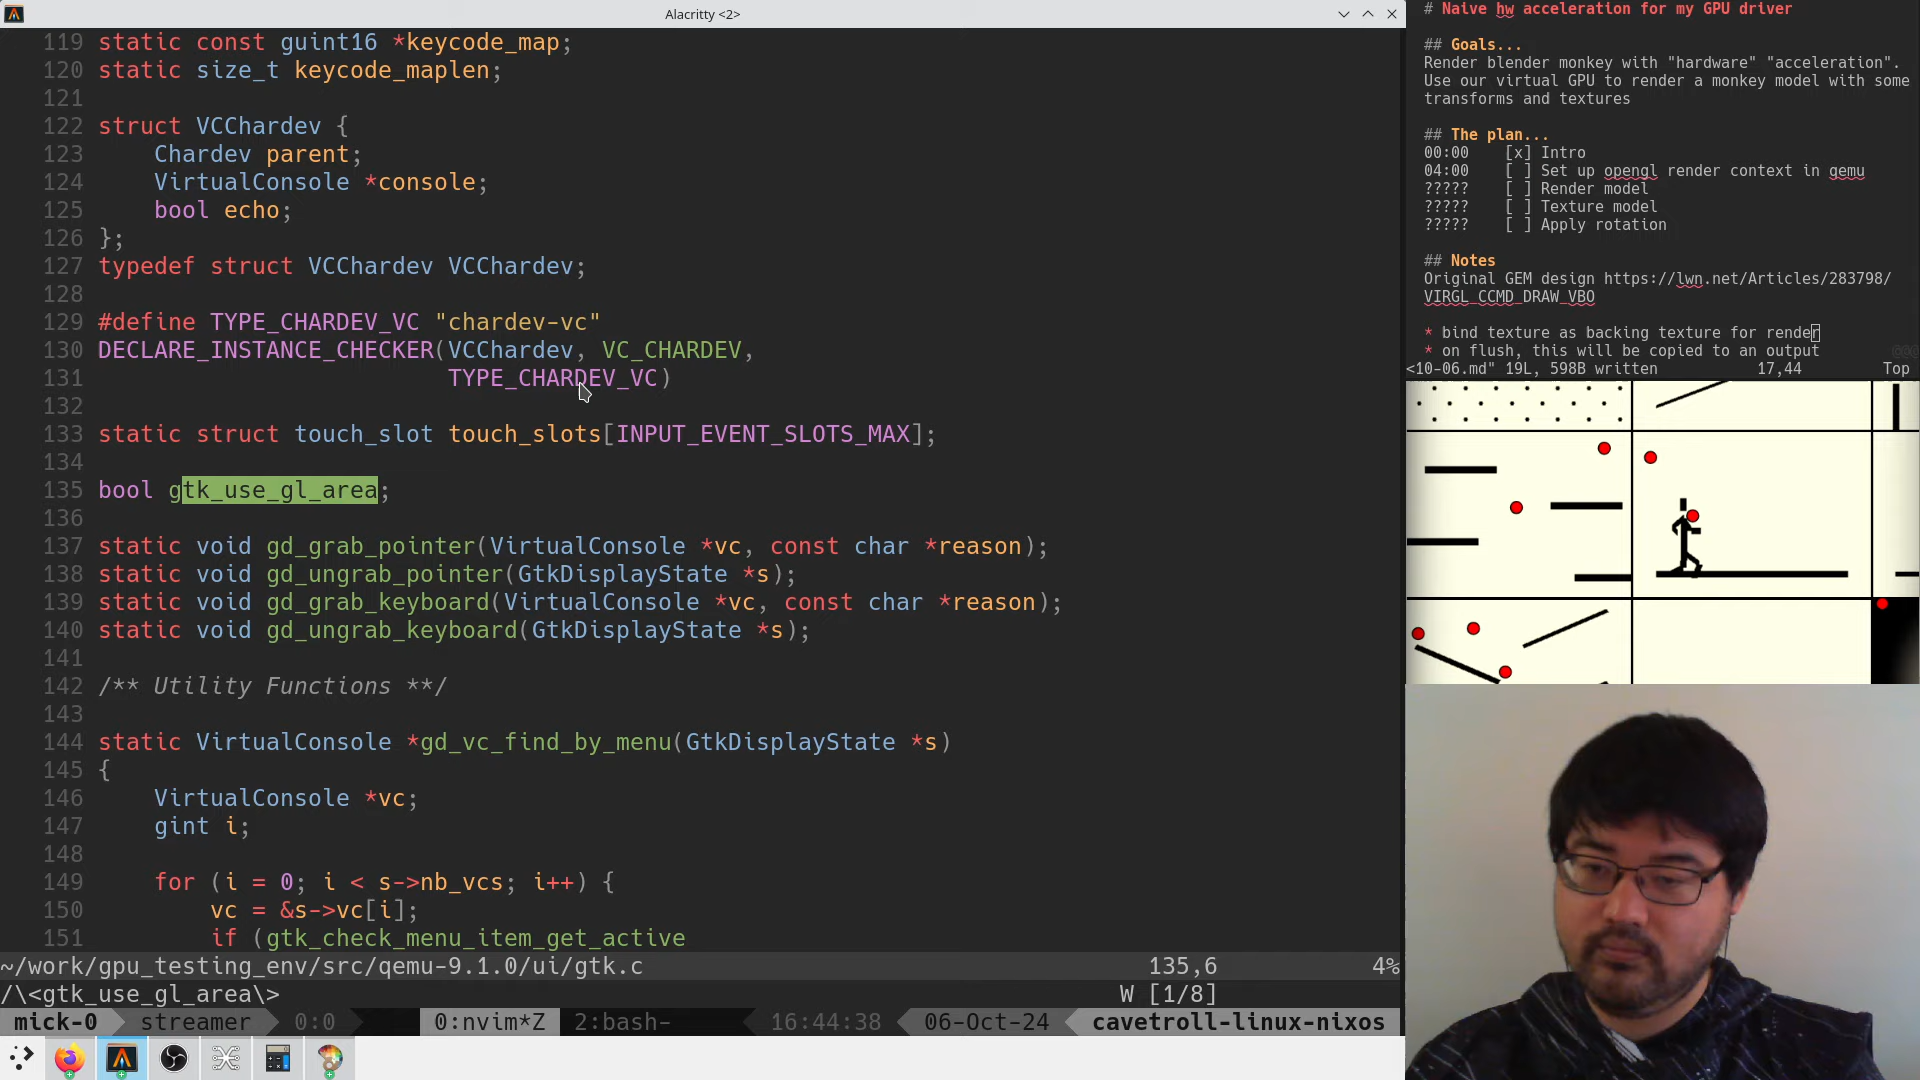 Alacritty <2>
119 static const guint16 *keycode_map;
120 static size_t keycode_maplen;
121
122 struct VCChardev {
123     Chardev parent;
124     VirtualConsole *console;
125     bool echo;
126 };
127 typedef struct VCChardev VCChardev;
128
129 #define TYPE_CHARDEV_VC "chardev-vc"
130 DECLARE_INSTANCE_CHECKER(VCChardev, VC_CHARDEV,
131                          TYPE_CHARDEV_VC)
132
133 static struct touch_slot touch_slots[INPUT_EVENT_SLOTS_MAX];
134
135 bool gtk_use_gl_area;
136
137 static void gd_grab_pointer(VirtualConsole *vc, const char *reason);
138 static void gd_ungrab_pointer(GtkDisplayState *s);
139 static void gd_grab_keyboard(VirtualConsole *vc, const char *reason);
140 static void gd_ungrab_keyboard(GtkDisplayState *s);
141
142 /** Utility Functions **/
143
144 static VirtualConsole *gd_vc_find_by_menu(GtkDisplayState *s)
145 {
146     VirtualConsole *vc;
147     gint i;
148
149     for (i = 0; i < s->nb_vcs; i++) {
150         vc = &s->vc[i];
151         if (gtk_check_menu_item_get_active
~/work/gpu_testing_env/src/qemu-9.1.0/ui/gtk.c 135,6 4%
/\<gtk_use_gl_area\> W [1/8]
mick-0 streamer 0:0 0:nvim*Z 2:bash- 16:44:38 06-Oct-24 cavetroll-linux-nixos
# Naive hw acceleration for my GPU driver
## Goals...
Render blender monkey with "hardware" "acceleration".
Use our virtual GPU to render a monkey model with some
transforms and textures
## The plan...
00:00 [x] Intro
04:00 [ ] Set up opengl render context in qemu
????? [ ] Render model
????? [ ] Texture model
????? [ ] Apply rotation
## Notes
Original GEM design https://lwn.net/Articles/283798/
VIRGL_CCMD_DRAW_VBO
* bind texture as backing texture for render
* on flush, this will be copied to an output
<10-06.md" 19L, 598B written 17,44 Top